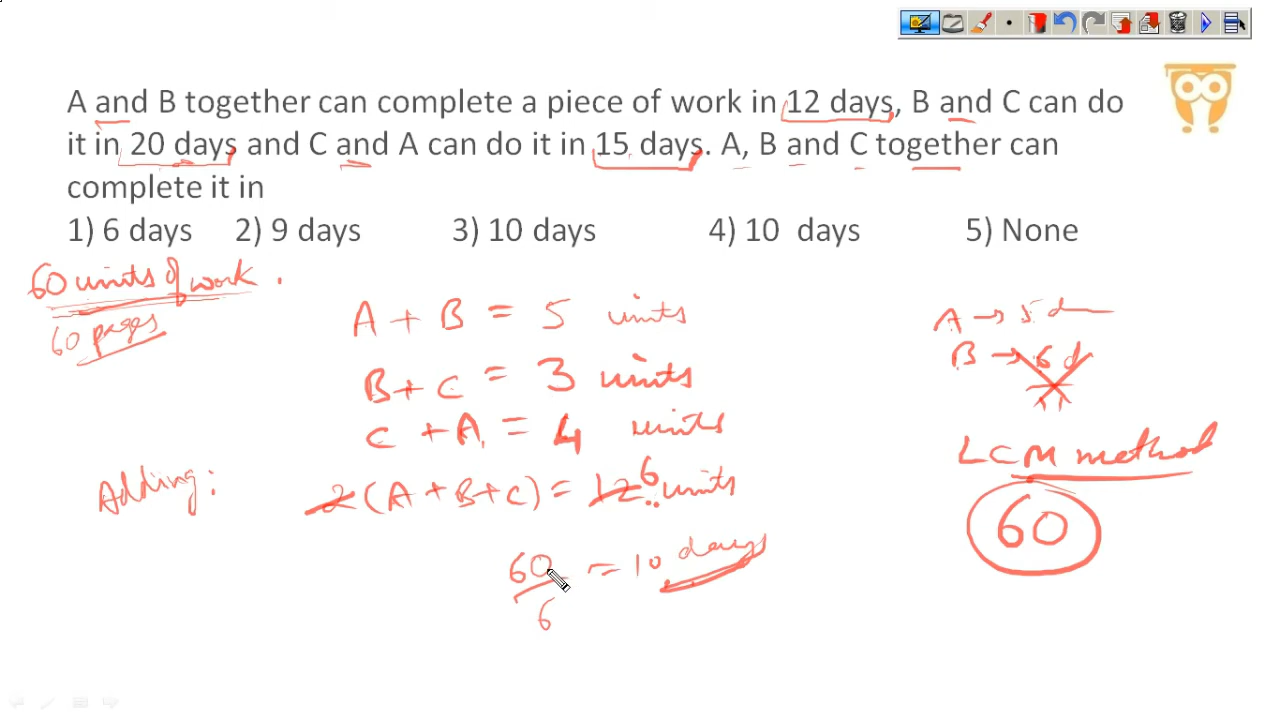 A and B together can complete a piece of work in 12 days, B and C can do
it in 20 days and C and A can do it in 15 days. A, B and C together can
complete it in
1) 6 days 2) 9 days 3) 10 days 4) 10 days 5) None
60 units of work.
60 pages
A + B = 5 units
B + C = 3 units
C + A = 4 units
Adding:
2(A + B + C) = 12 6 units
60/6 = 10 days
A → 5 d
B → 6 d
LCM method
60